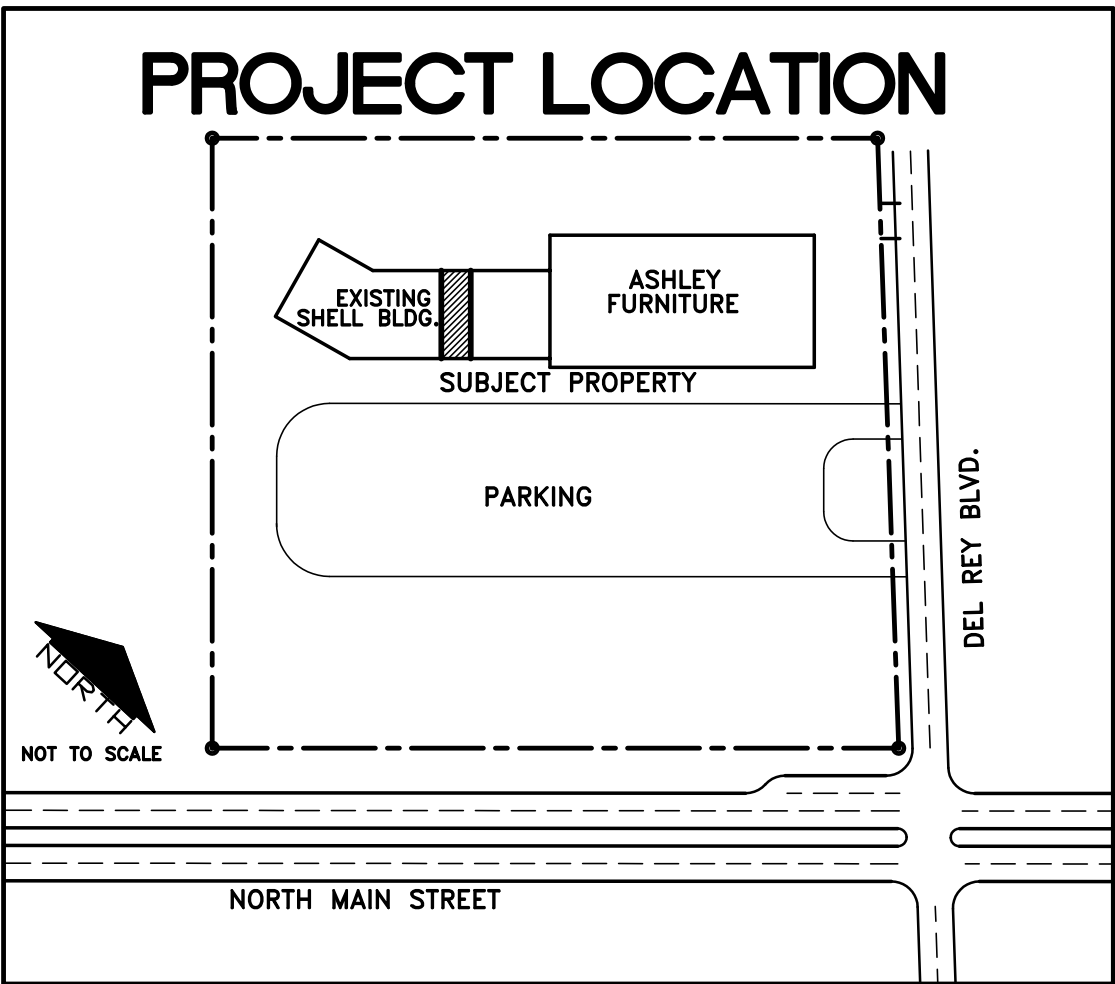 PROJECT LOCATION
ASHLEY
FURNITURE
EXISTING
SHELL BLDG.
SUBJECT PROPERTY
PARKING
DEL REY BLVD.
NORTH
NOT TO SCALE
NORTH MAIN STREET